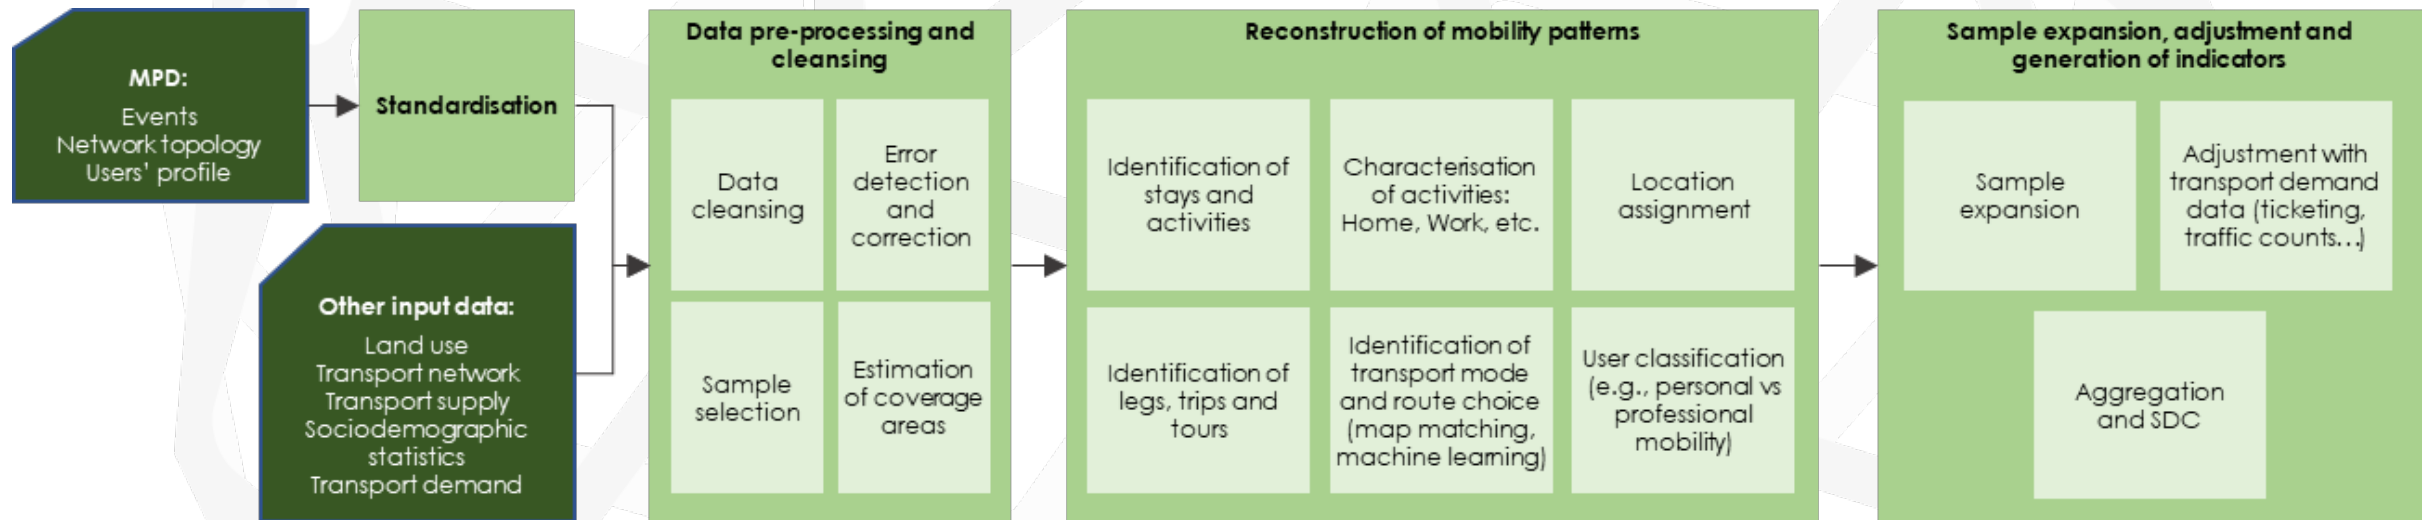 MPD:
Events
Network topology
Users’ profile
Standardisation
Other input data:
Land use
Transport network
Transport supply
Sociodemographic
statistics
Transport demand
Data pre-processing and
cleansing
Data
cleansing
Error
detection
and
correction
Sample
selection
Estimation
of coverage
areas
Reconstruction of mobility patterns
Identification of
stays and
activities
Characterisation
of activities:
Home, Work, etc.
Location
assignment
Identification of
legs, trips and
tours
Identification of
transport mode
and route choice
(map matching,
machine learning)
User classification
(e.g., personal vs
professional
mobility)
Sample expansion, adjustment and
generation of indicators
Sample
expansion
Adjustment with
transport demand
data (ticketing,
traffic counts…)
Aggregation
and SDC